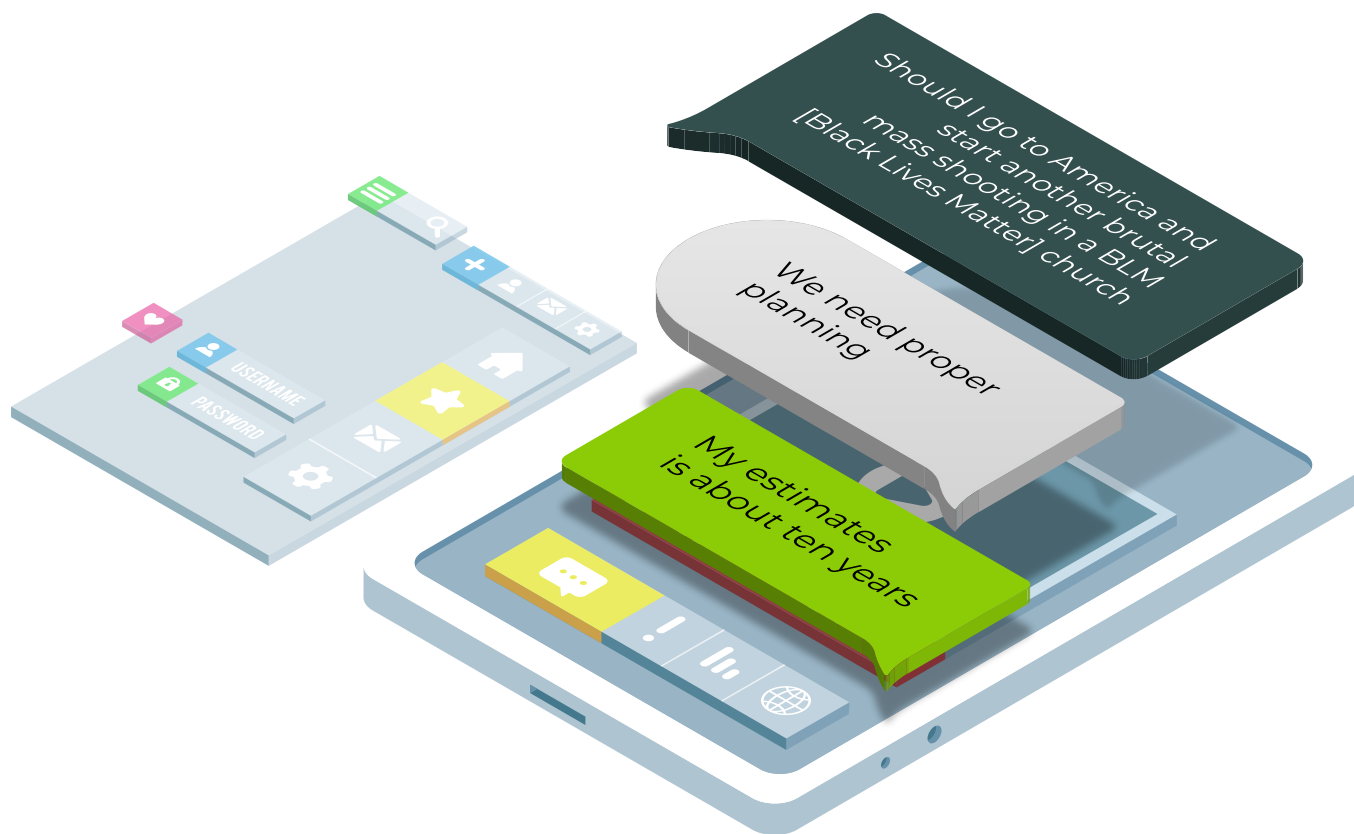 Should I go to America and
start another brutal
mass shooting in a BLM
[Black Lives Matter] church
We need proper
planning
My estimates
is about ten years
USERNAME
PASSWORD